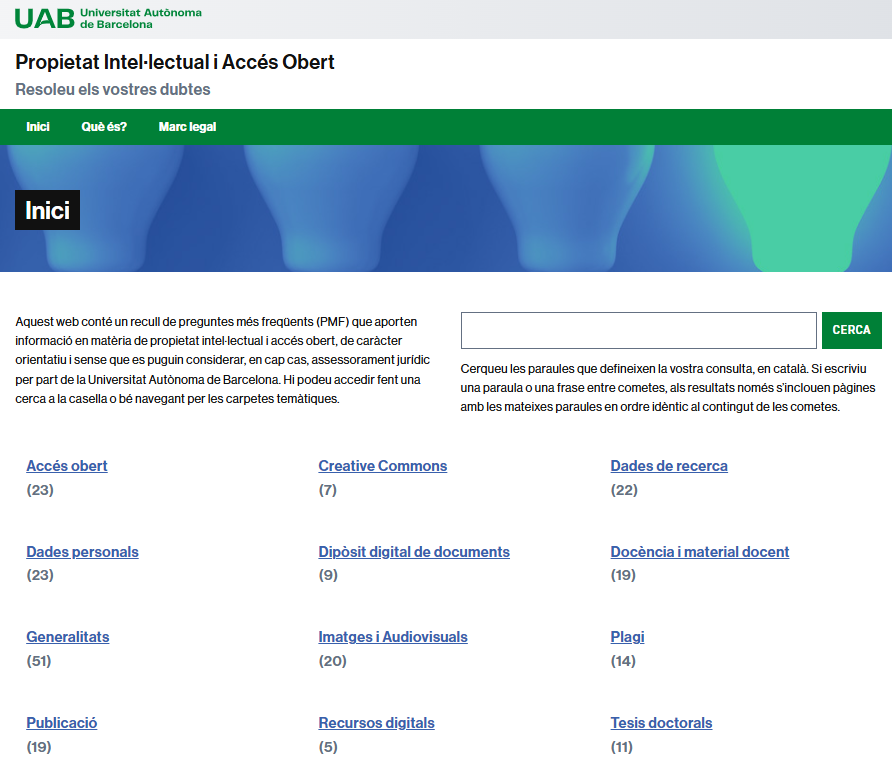 UAB Universitat Autònoma
de Barcelona
Propietat Intel·lectual i Accés Obert
Resoleu els vostres dubtes
Inici Què és? Marc legal
Inici
Aquest web conté un recull de preguntes més freqüents (PMF) que aporten
informació en matèria de propietat intel·lectual i accés obert, de caràcter
orientatiu i sense que es puguin considerar, en cap cas, assessorament jurídic
per part de la Universitat Autònoma de Barcelona. Hi podeu accedir fent una
cerca a la casella o bé navegant per les carpetes temàtiques.
CERCA
Cerqueu les paraules que defineixen la vostra consulta, en català. Si escriviu
una paraula o una frase entre cometes, als resultats només s'inclouen pàgines
amb les mateixes paraules en ordre idèntic al contingut de les cometes.
Accés obert Creative Commons Dades de recerca
(23) (7) (22)
Dades personals Dipòsit digital de documents Docència i material docent
(23) (9) (19)
Generalitats Imatges i Audiovisuals Plagi
(51) (20) (14)
Publicació Recursos digitals Tesis doctorals
(19) (5) (11)